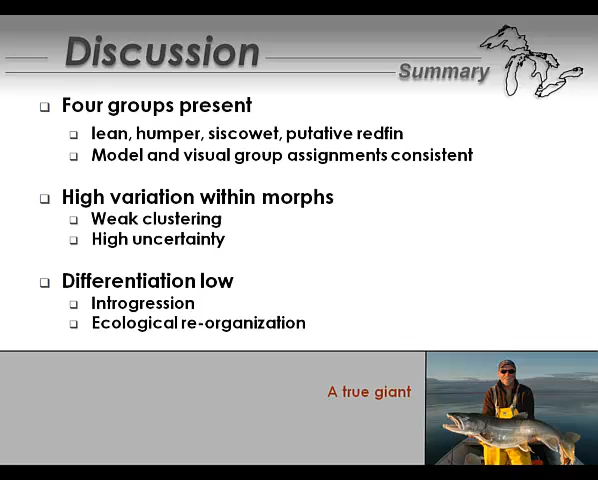 Discussion
Summary
Four groups present
lean, humper, siscowet, putative redfin
Model and visual group assignments consistent
High variation within morphs
Weak clustering
High uncertainty
Differentiation low
Introgression
Ecological re-organization
A true giant